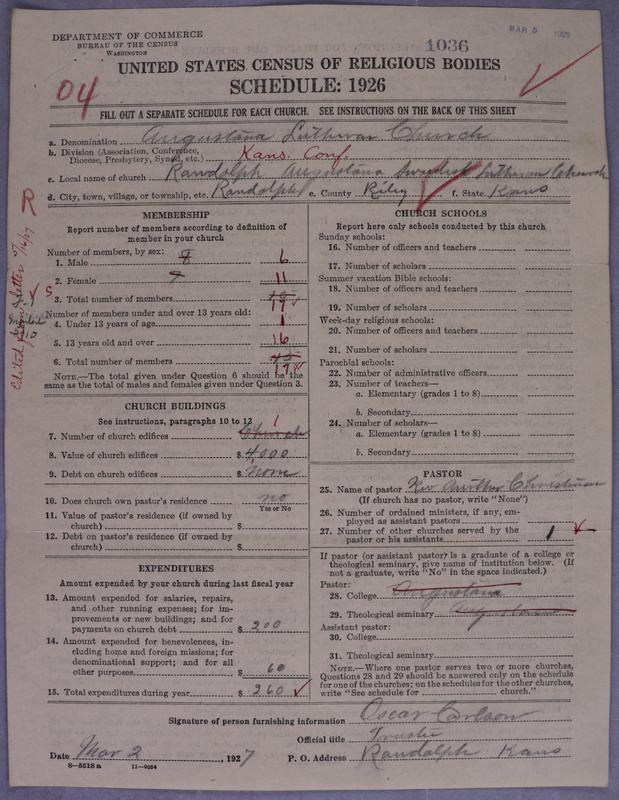 DEPARTMENT OF COMMERCE
BUREAU OF THE CENSUS
WASHINGTON
1036
MAR 5 1927
UNITED STATES CENSUS OF RELIGIOUS BODIES
SCHEDULE: 1926
04
FILL OUT A SEPARATE SCHEDULE FOR EACH CHURCH. SEE INSTRUCTIONS ON THE BACK OF THIS SHEET
a. Denomination Augustana Lutheran Church
b. Division (Association, Conference, Diocese, Presbytery, Synod, etc.) Kans. Conf.
c. Local name of church Randolph Augustana Swedish Lutheran Church
d. City, town, village, or township, etc. Randolph e. County Riley f. State Kans
R
MEMBERSHIP
Report number of members according to definition of
member in your church
Number of members, by sex:
1. Male 8 6
2. Female 7 11
S
3. Total number of members 15 17
Number of members under and over 13 years old:
4. Under 13 years of age 1
5. 13 years old and over 16
6. Total number of members 15 17
NOTE.—The total given under Question 6 should be the
same as the total of males and females given under Question 3.
CHURCH BUILDINGS
See instructions, paragraphs 10 to 12
7. Number of church edifices Church 1
8. Value of church edifices $ 4000
9. Debt on church edifices $ None
10. Does church own pastor's residence no
Yes or No
11. Value of pastor's residence (if owned by
church) $
12. Debt on pastor's residence (if owned by
church) $
EXPENDITURES
Amount expended by your church during last fiscal year
13. Amount expended for salaries, repairs,
and other running expenses; for im-
provements or new buildings; and for
payments on church debt $ 200
14. Amount expended for benevolences, in-
cluding home and foreign missions; for
denominational support; and for all
other purposes $ 60
15. Total expenditures during year $ 260
CHURCH SCHOOLS
Report here only schools conducted by this church
Sunday schools:
16. Number of officers and teachers
17. Number of scholars
Summer vacation Bible schools:
18. Number of officers and teachers
19. Number of scholars
Week-day religious schools:
20. Number of officers and teachers
21. Number of scholars
Parochial schools:
22. Number of administrative officers
23. Number of teachers—
a. Elementary (grades 1 to 8)
b. Secondary
24. Number of scholars—
a. Elementary (grades 1 to 8)
b. Secondary
PASTOR
25. Name of pastor Rev Christenson
(If church has no pastor, write "None")
26. Number of ordained ministers, if any, em-
ployed as assistant pastors
27. Number of other churches served by the
pastor or his assistants 1
If pastor (or assistant pastor) is a graduate of a college or
theological seminary, give name of institution below. (If
not a graduate, write "No" in the space indicated.)
Pastor:
28. College Augustana
29. Theological seminary Augustana
Assistant pastor:
30. College
31. Theological seminary
NOTE.—Where one pastor serves two or more churches,
Questions 28 and 29 should be answered only on the schedule
for one of the churches; on the schedules for the other churches,
write "See schedule for church."
Signature of person furnishing information Oscar Carlson
Official title Trustee
Date Mar 2, 1927 P. O. Address Randolph Kans
8—5518 a 11—9054